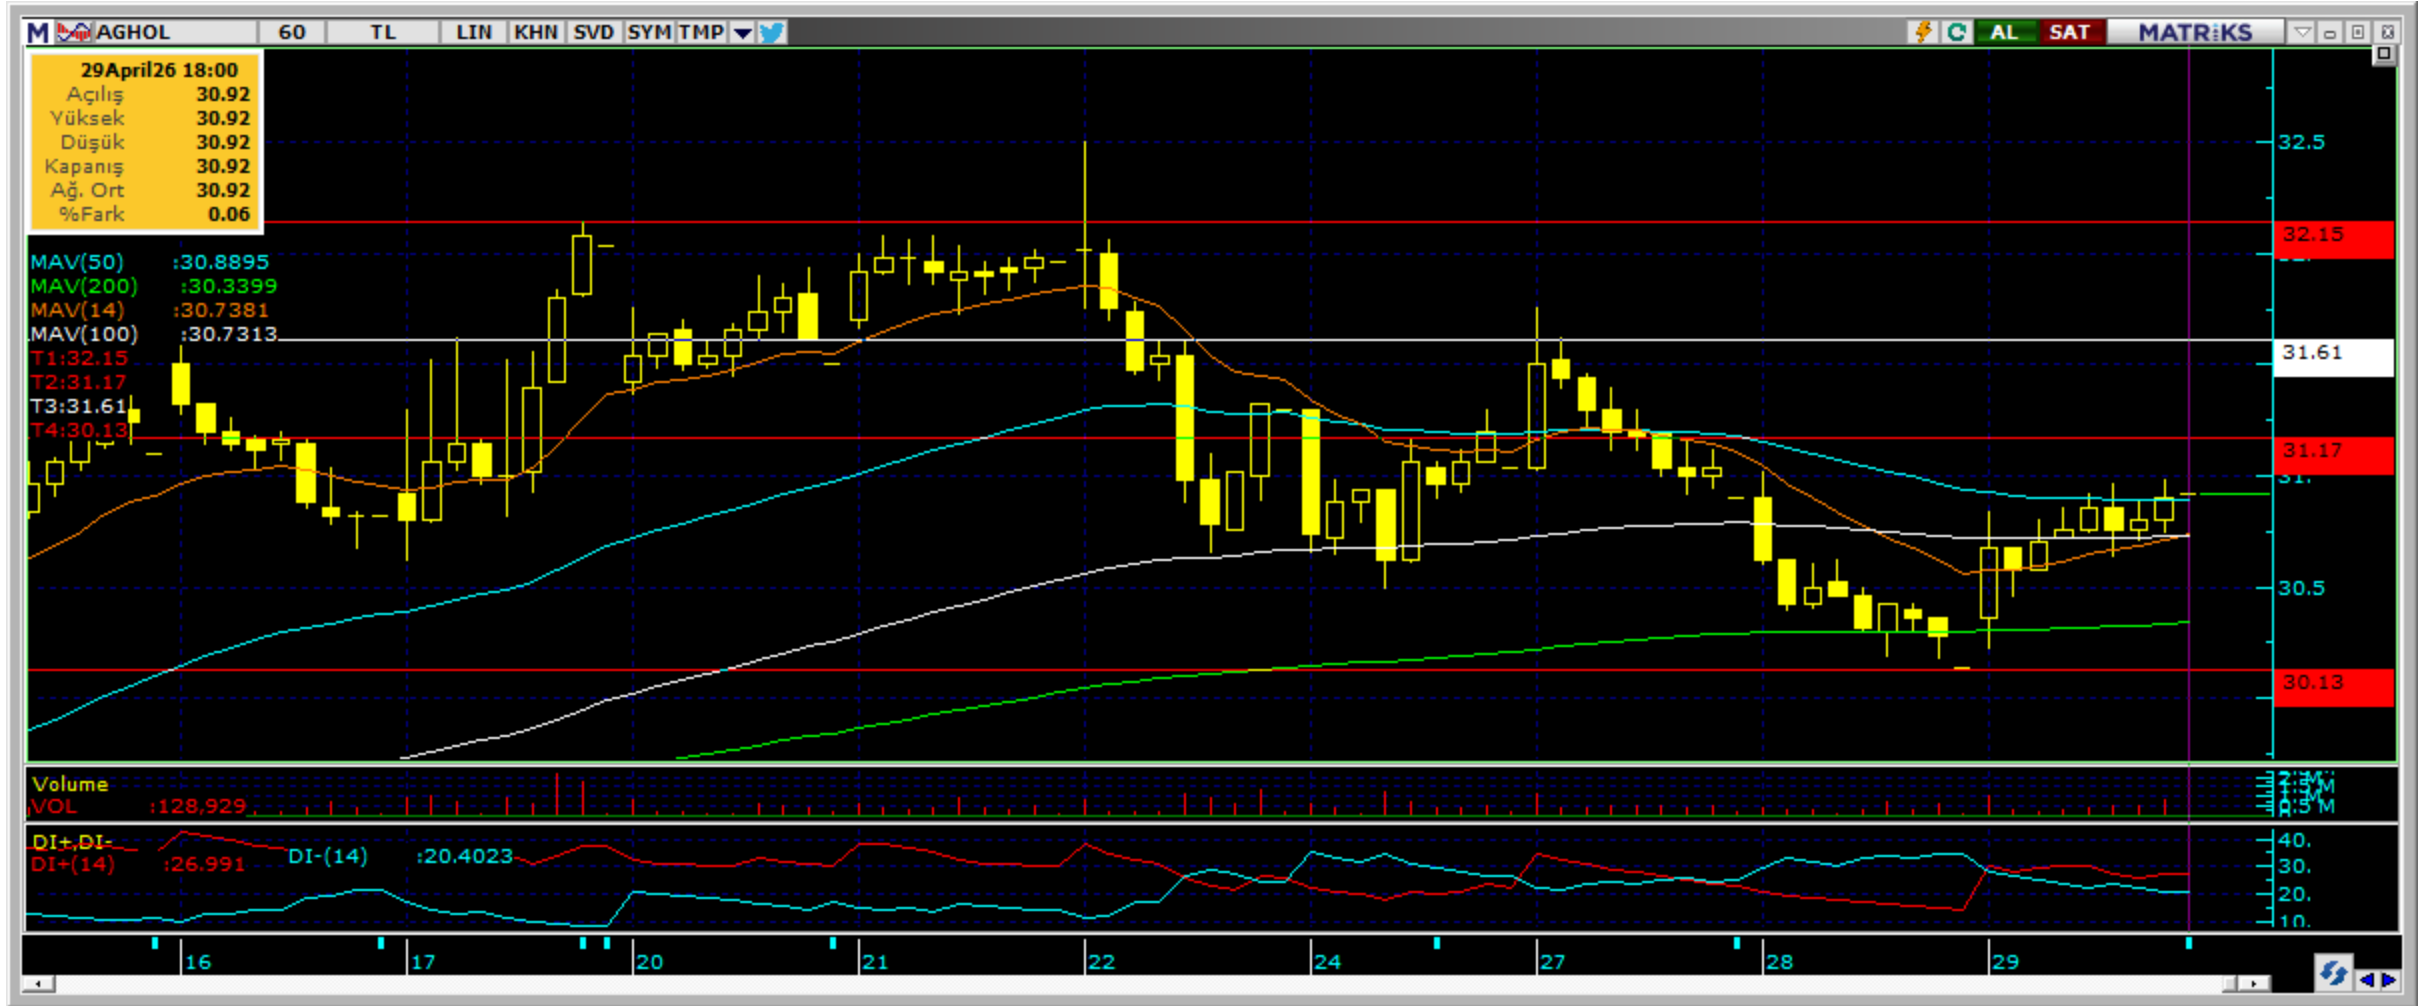 M AGHOL 60 TL LIN KHN SVD SYM TMP AL SAT MATRiKS
29April26 18:00
Açılış 30.92
Yüksek 30.92
Düşük 30.92
Kapanış 30.92
Ağ. Ort 30.92
%Fark 0.06
MAV(50) :30.8895
MAV(200) :30.3399
MAV(14) :30.7381
MAV(100) :30.7313
T1:32.15
T2:31.17
T3:31.61
T4:30.13
32.5
32.15
31.61
31.17
31.
30.5
30.13
Volume
VOL :128,929
DI+,DI-
DI+(14) :26.991 DI-(14) :20.4023
40.
30.
20.
10.
16 17 20 21 22 24 27 28 29